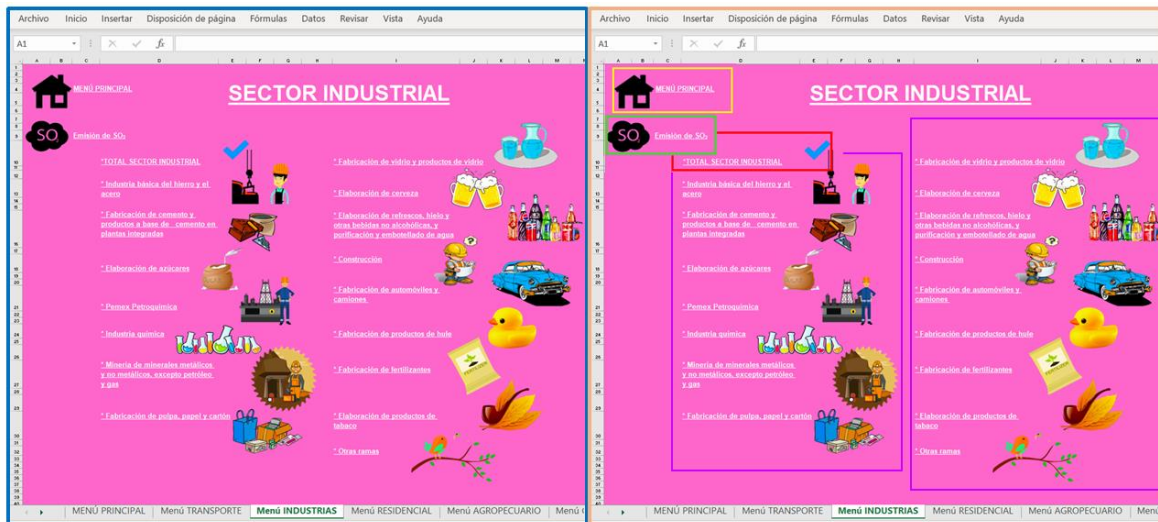 Archivo Inicio Insertar Disposición de página Fórmulas Datos Revisar Vista Ayuda
A1 fx
SECTOR INDUSTRIAL
MENÚ PRINCIPAL
SO₂
Emisión de SO₂
*TOTAL SECTOR INDUSTRIAL
* Industria básica del hierro y el
acero
* Fabricación de cemento y
productos a base de cemento en
plantas integradas
* Elaboración de azúcares
* Pemex Petroquímica
* Industria química
* Minería de minerales metálicos
y no metálicos, excepto petróleo
y gas
* Fabricación de pulpa, papel y cartón
* Fabricación de vidrio y productos de vidrio
* Elaboración de cerveza
* Elaboración de refrescos, hielo y
otras bebidas no alcohólicas, y
purificación y embotellado de agua
* Construcción
* Fabricación de automóviles y
camiones
* Fabricación de productos de hule
* Fabricación de fertilizantes
* Elaboración de productos de
tabaco
* Otras ramas
MENÚ PRINCIPAL Menú TRANSPORTE Menú INDUSTRIAS Menú RESIDENCIAL Menú AGROPECUARIO Menú
Archivo Inicio Insertar Disposición de página Fórmulas Datos Revisar Vista Ayuda
A1 fx
SECTOR INDUSTRIAL
MENÚ PRINCIPAL
SO₂
Emisión de SO₂
*TOTAL SECTOR INDUSTRIAL
* Industria básica del hierro y el
acero
* Fabricación de cemento y
productos a base de cemento en
plantas integradas
* Elaboración de azúcares
* Pemex Petroquímica
* Industria química
* Minería de minerales metálicos
y no metálicos, excepto petróleo
y gas
* Fabricación de pulpa, papel y cartón
* Fabricación de vidrio y productos de vidrio
* Elaboración de cerveza
* Elaboración de refrescos, hielo y
otras bebidas no alcohólicas, y
purificación y embotellado de agua
* Construcción
* Fabricación de automóviles y
camiones
* Fabricación de productos de hule
* Fabricación de fertilizantes
* Elaboración de productos de
tabaco
* Otras ramas
MENÚ PRINCIPAL Menú TRANSPORTE Menú INDUSTRIAS Menú RESIDENCIAL Menú AGROPECUARIO Menú